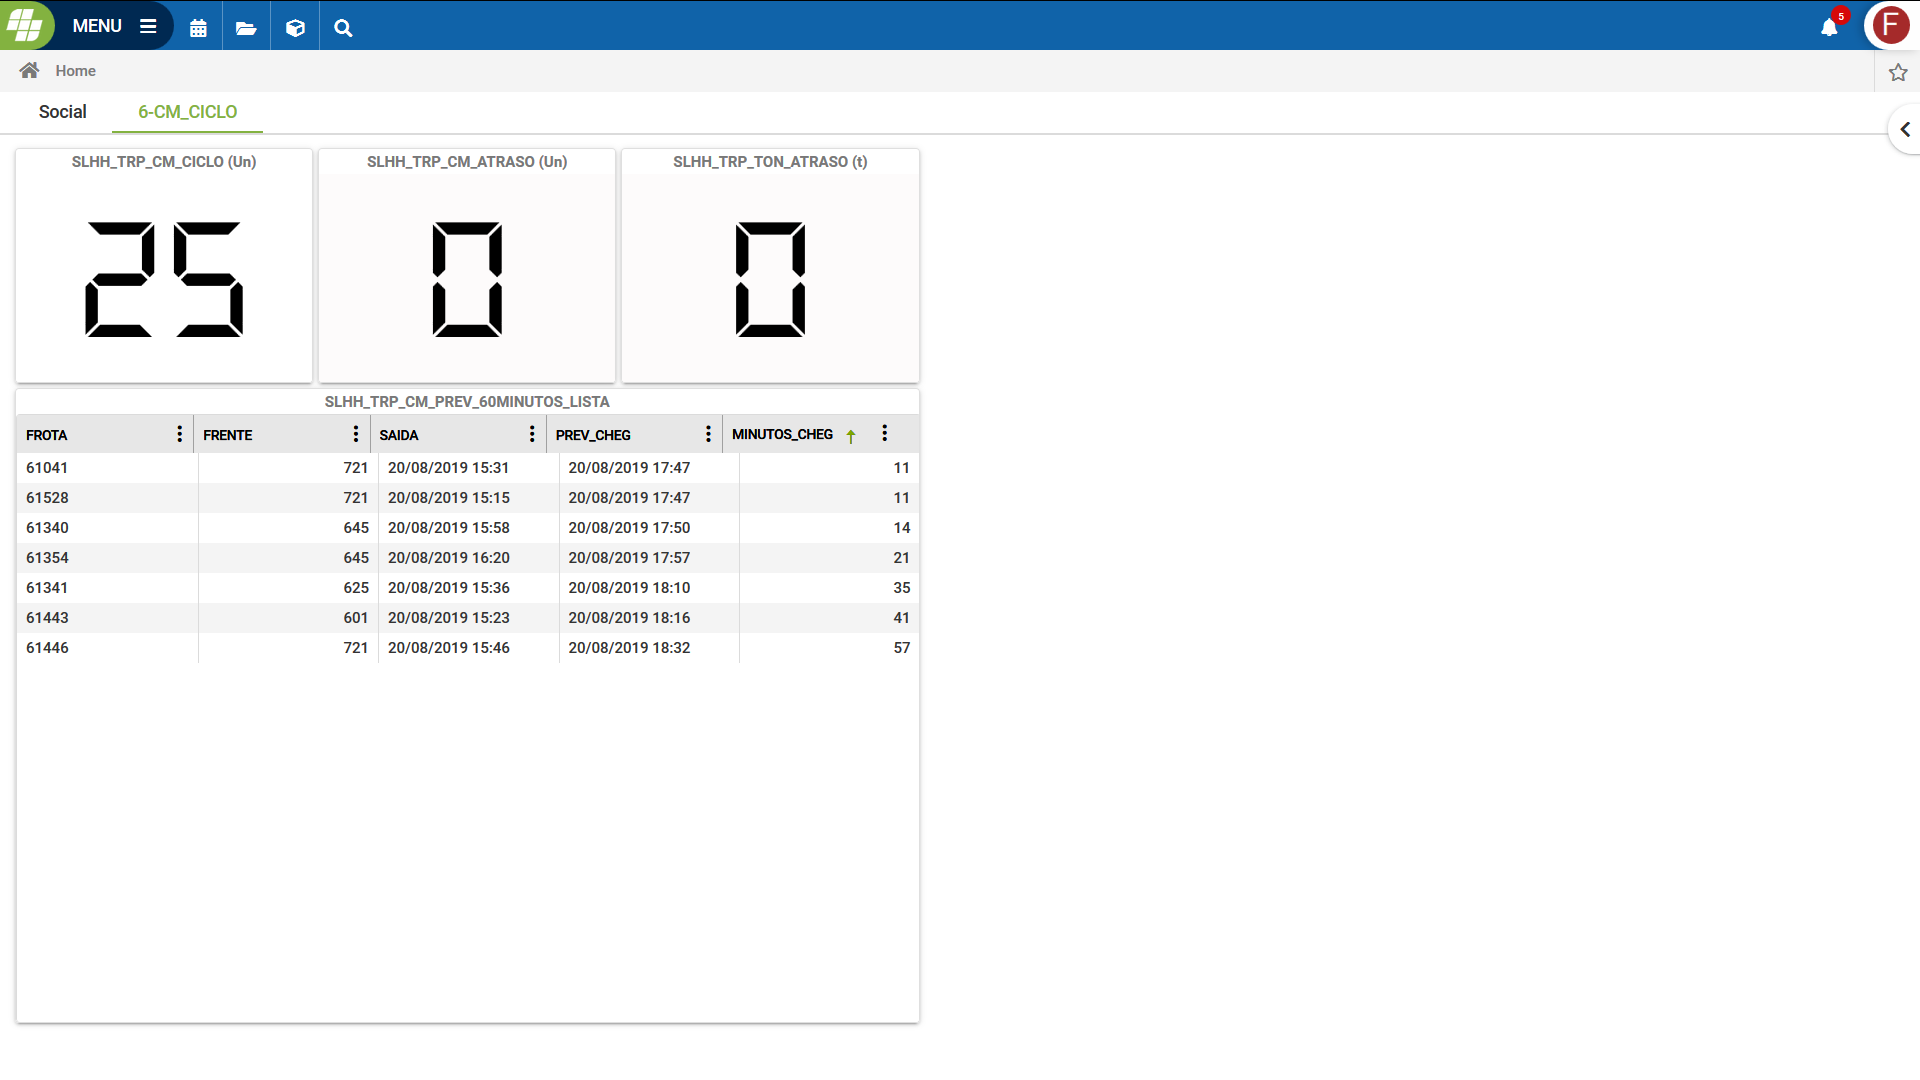 MENU
5
F
Home
Social 6-CM_CICLO
SLHH_TRP_CM_CICLO (Un) SLHH_TRP_CM_ATRASO (Un) SLHH_TRP_TON_ATRASO (t)
25 0 0
SLHH_TRP_CM_PREV_60MINUTOS_LISTA
FROTA FRENTE SAIDA PREV_CHEG MINUTOS_CHEG
61041 721 20/08/2019 15:31 20/08/2019 17:47 11
61528 721 20/08/2019 15:15 20/08/2019 17:47 11
61340 645 20/08/2019 15:58 20/08/2019 17:50 14
61354 645 20/08/2019 16:20 20/08/2019 17:57 21
61341 625 20/08/2019 15:36 20/08/2019 18:10 35
61443 601 20/08/2019 15:23 20/08/2019 18:16 41
61446 721 20/08/2019 15:46 20/08/2019 18:32 57